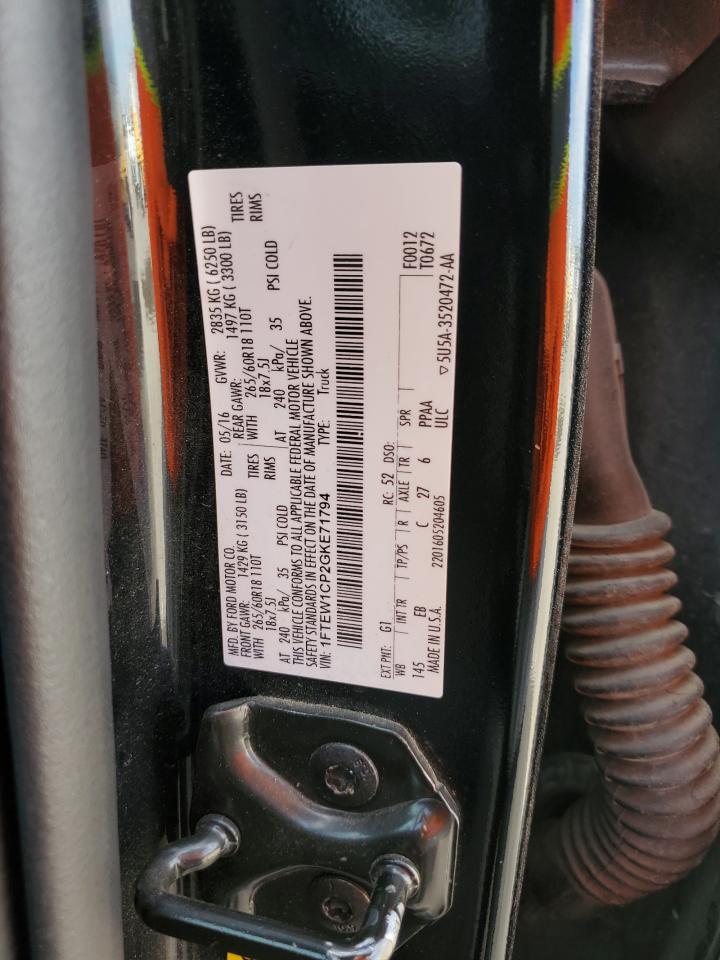 MFD. BY FORD MOTOR CO. DATE: 05/16 GVWR: 2835 KG ( 6250 LB)
FRONT GAWR: 1429 KG ( 3150 LB) REAR GAWR: 1497 KG ( 3300 LB)
WITH 265/60R18 110T TIRES WITH 265/60R18 110T TIRES
18x7.5J RIMS 18x7.5J RIMS
AT 240 kPa/ 35 PSI COLD AT 240 kPa/ 35 PSI COLD
THIS VEHICLE CONFORMS TO ALL APPLICABLE FEDERAL MOTOR VEHICLE
SAFETY STANDARDS IN EFFECT ON THE DATE OF MANUFACTURE SHOWN ABOVE.
VIN: 1FTEW1CP2GKE71794 TYPE: Truck
EXT PNT: G1 RC: 52 DSO: F0012
WB INT TR TP/PS R AXLE TR SPR T0672
145 EB C 27 6 PPAA
MADE IN U.S.A. 2201605204605 ULC ▽5U5A-3520472-AA